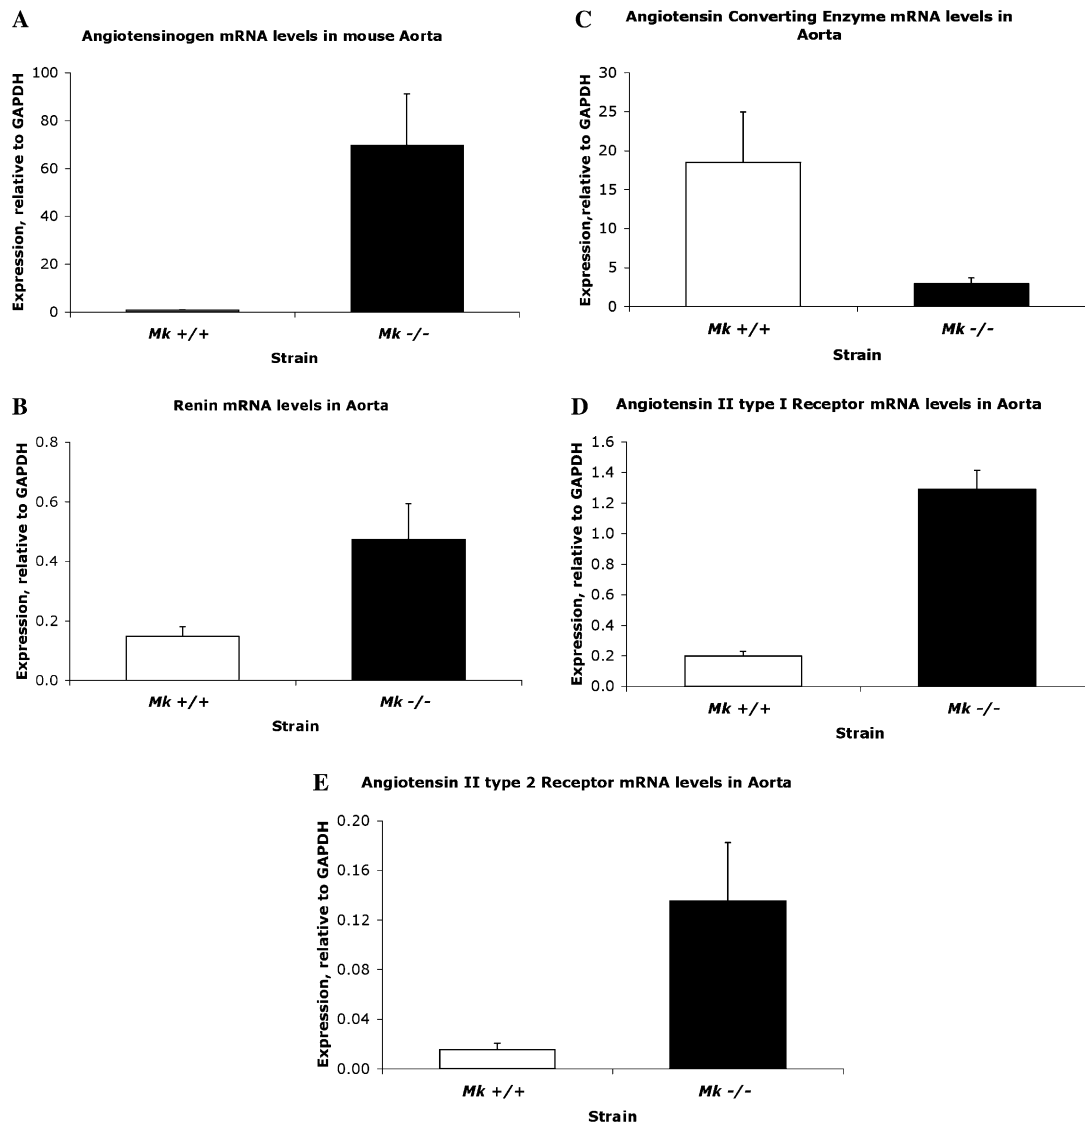 A
Angiotensinogen mRNA levels in mouse Aorta
Expression, relative to GAPDH
100
80
60
40
20
0
Mk +/+
Mk -/-
Strain
C
Angiotensin Converting Enzyme mRNA levels in
Aorta
Expression,relative to GAPDH
30
25
20
15
10
5
0
Mk +/+
Mk -/-
Strain
B
Renin mRNA levels in Aorta
Expression, relative to GAPDH
0.8
0.6
0.4
0.2
0.0
Mk +/+
Mk -/-
Strain
D
Angiotensin II type I Receptor mRNA levels in Aorta
Expression, relative to GAPDH
1.6
1.4
1.2
1.0
0.8
0.6
0.4
0.2
0.0
Mk +/+
Mk -/-
Strain
E
Angiotensin II type 2 Receptor mRNA levels in Aorta
Expression, relative to GAPDH
0.20
0.16
0.12
0.08
0.04
0.00
Mk +/+
Mk -/-
Strain